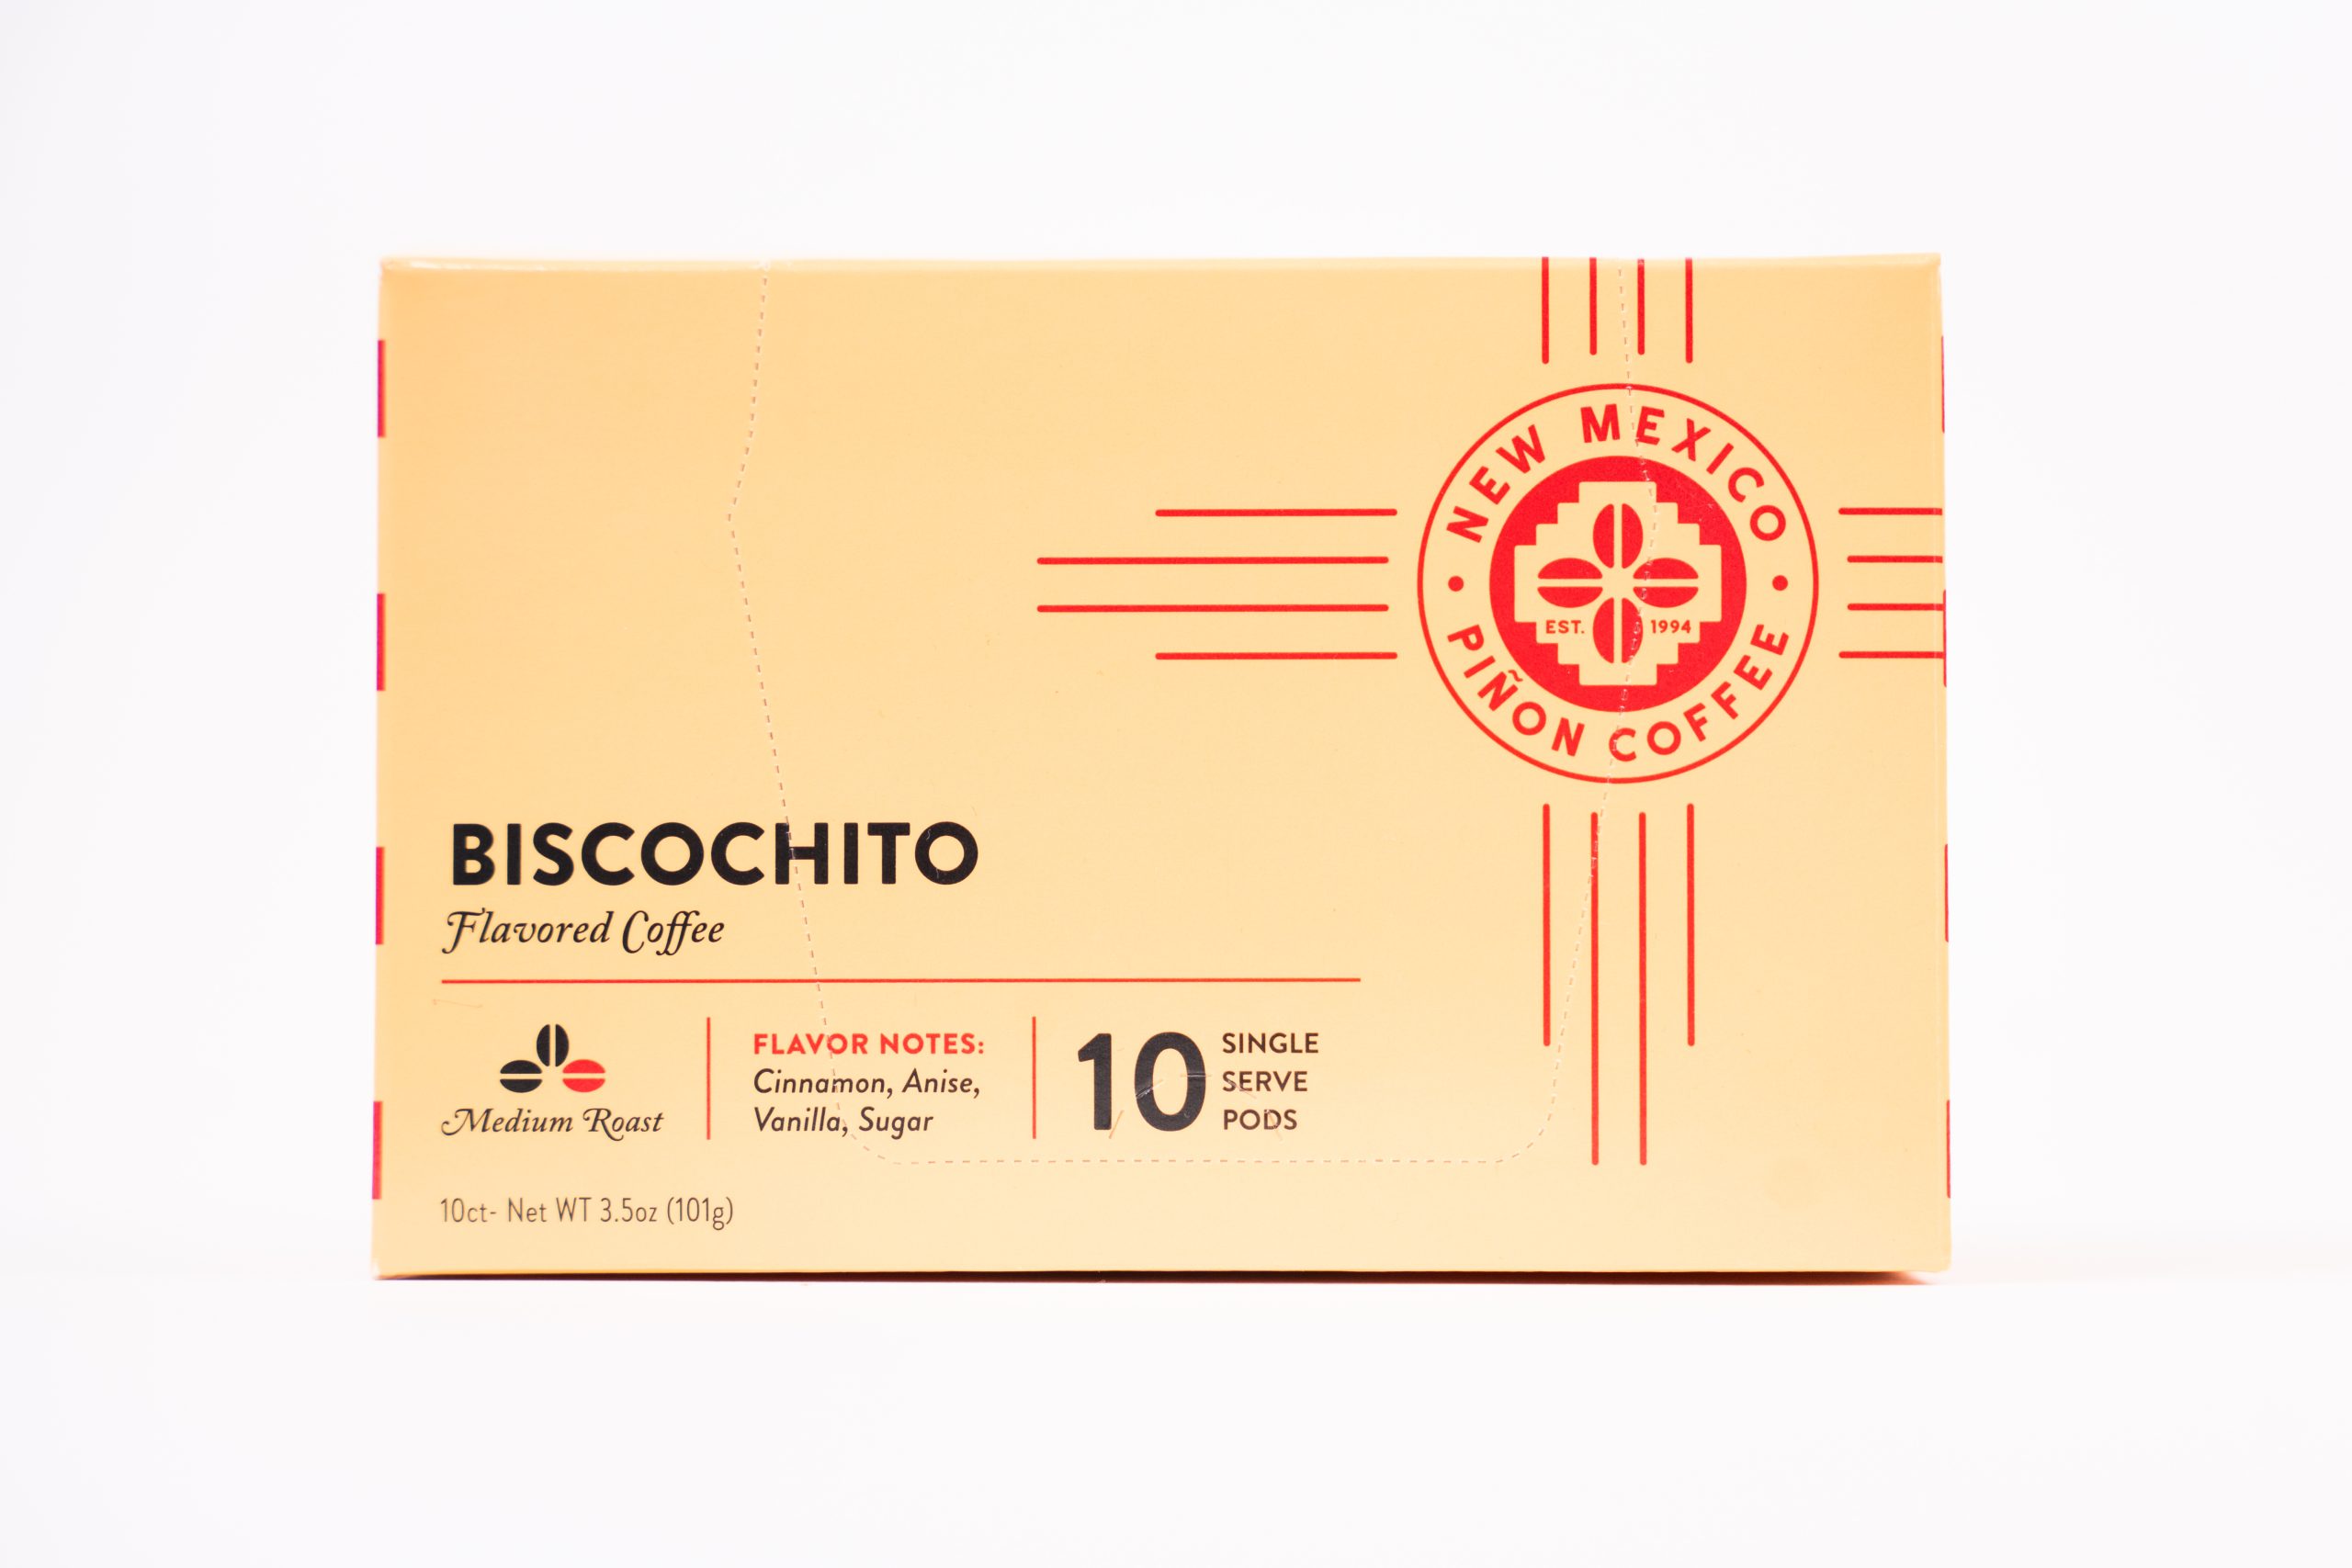 NEW MEXICO
EST. 1994
PIÑON COFFEE
BISCOCHITO
Flavored Coffee
Medium Roast
FLAVOR NOTES:
Cinnamon, Anise,
Vanilla, Sugar
10 SINGLE
SERVE
PODS
10ct- Net WT 3.5oz (101g)